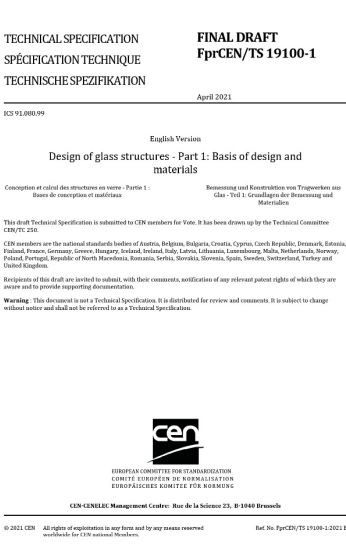 TECHNICAL SPECIFICATION
SPÉCIFICATION TECHNIQUE
TECHNISCHE SPEZIFIKATION
FINAL DRAFT
FprCEN/TS 19100-1
April 2021
ICS 91.080.99
English Version
Design of glass structures - Part 1: Basis of design and
materials
Conception et calcul des structures en verre - Partie 1 :
Bases de conception et matériaux
Bemessung und Konstruktion von Tragwerken aus
Glas - Teil 1: Grundlagen der Bemessung und
Materialien
This draft Technical Specification is submitted to CEN members for Vote. It has been drawn up by the Technical Committee
CEN/TC 250.
CEN members are the national standards bodies of Austria, Belgium, Bulgaria, Croatia, Cyprus, Czech Republic, Denmark, Estonia,
Finland, France, Germany, Greece, Hungary, Iceland, Ireland, Italy, Latvia, Lithuania, Luxembourg, Malta, Netherlands, Norway,
Poland, Portugal, Republic of North Macedonia, Romania, Serbia, Slovakia, Slovenia, Spain, Sweden, Switzerland, Turkey and
United Kingdom.
Recipients of this draft are invited to submit, with their comments, notification of any relevant patent rights of which they are
aware and to provide supporting documentation.
Warning : This document is not a Technical Specification. It is distributed for review and comments. It is subject to change
without notice and shall not be referred to as a Technical Specification.
cen
EUROPEAN COMMITTEE FOR STANDARDIZATION
COMITÉ EUROPÉEN DE NORMALISATION
EUROPÄISCHES KOMITEE FÜR NORMUNG
CEN-CENELEC Management Centre: Rue de la Science 23, B-1040 Brussels
© 2021 CEN All rights of exploitation in any form and by any means reserved
worldwide for CEN national Members.
Ref. No. FprCEN/TS 19100-1:2021 E